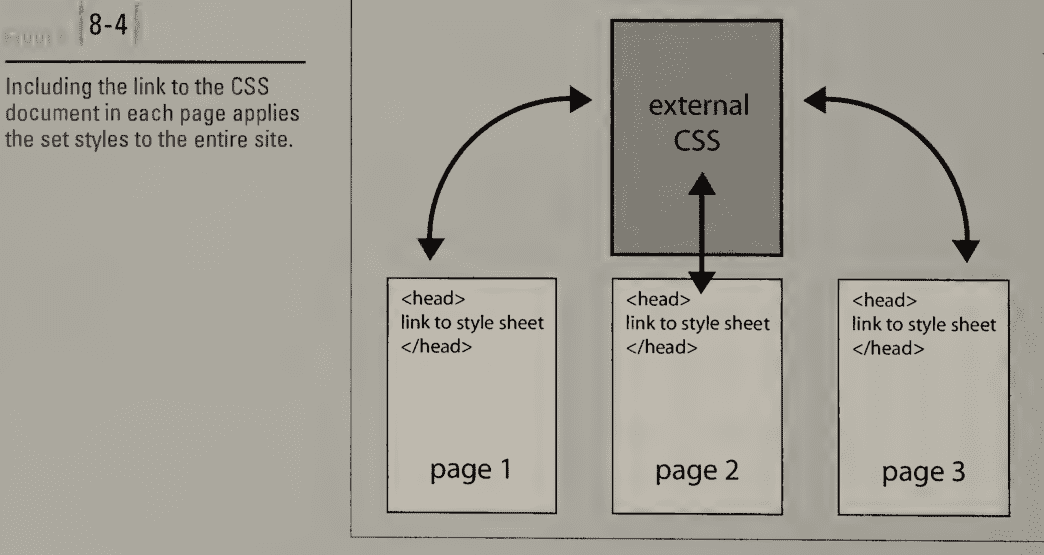 8-4
Including the link to the CSS
document in each page applies
the set styles to the entire site.
external
CSS
<head>
link to style sheet
</head>
page 1
<head>
link to style sheet
</head>
page 2
<head>
link to style sheet
</head>
page 3